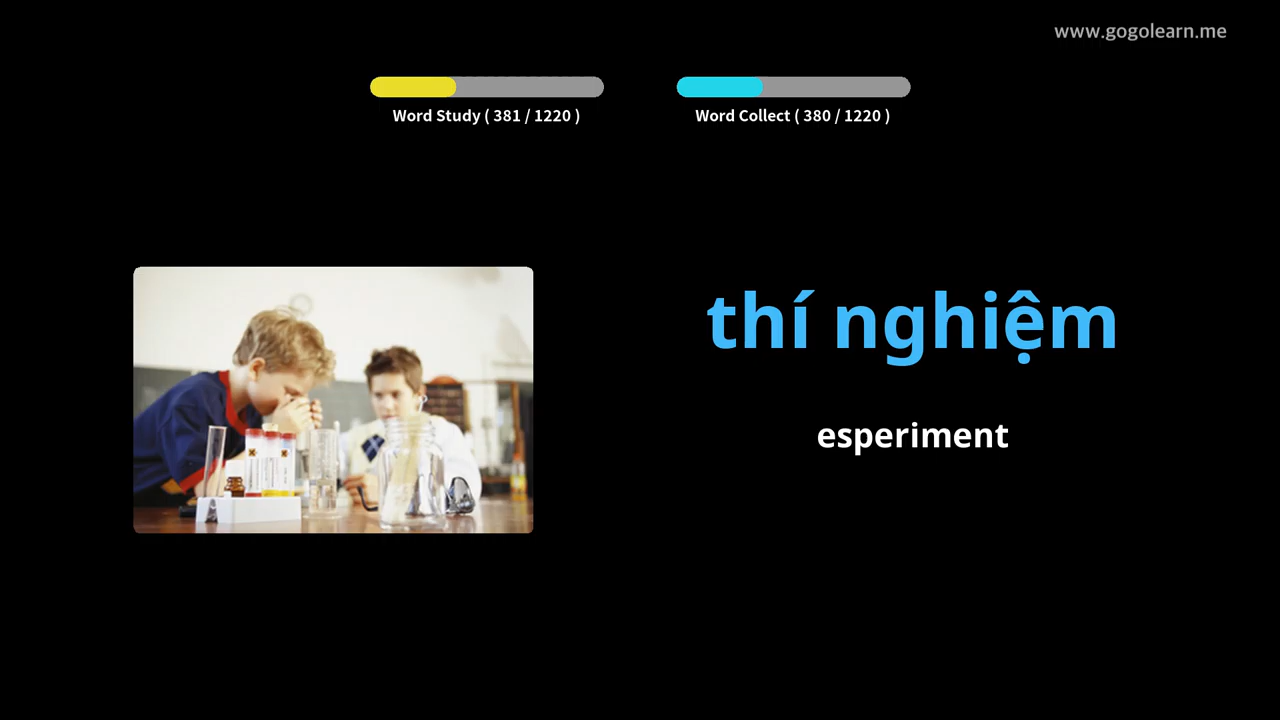 www.gogolearn.me
Word Study ( 381 / 1220 )
Word Collect ( 380 / 1220 )
thí nghiệm
esperiment